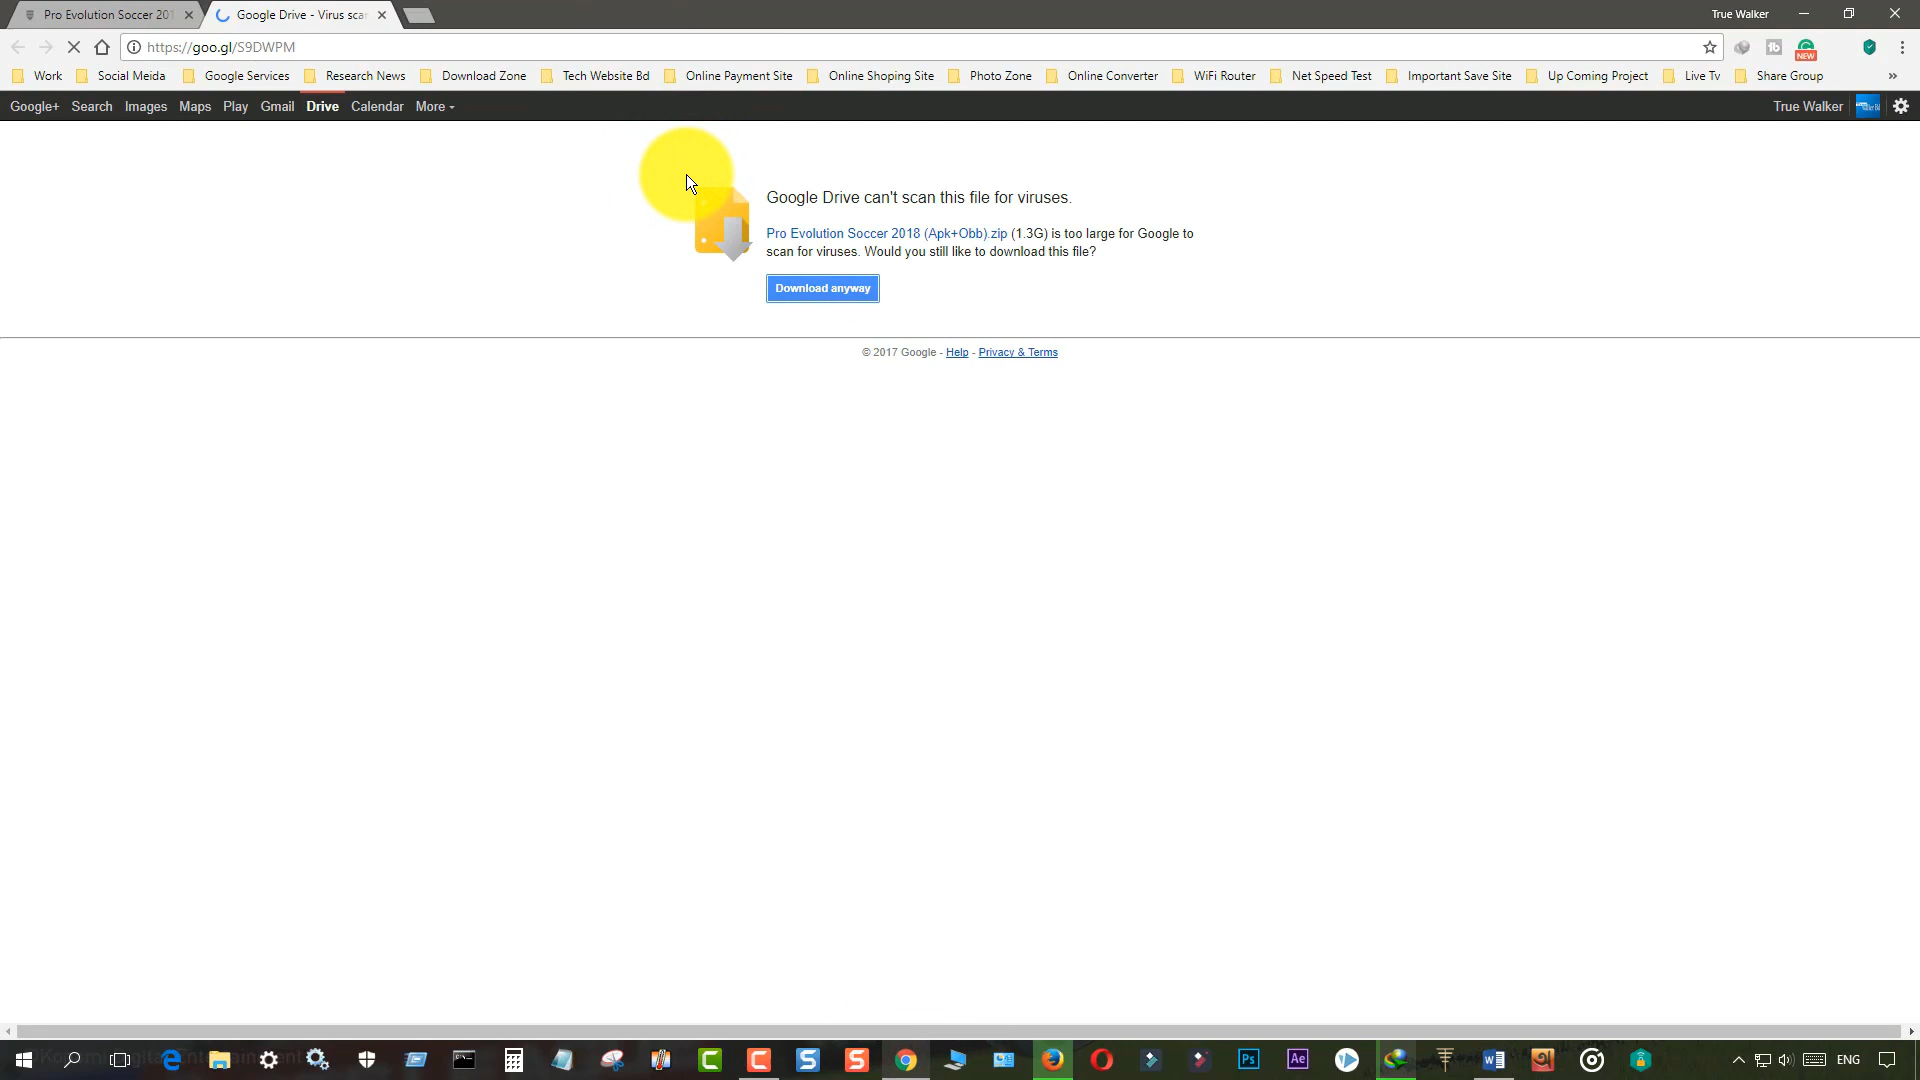 Pro Evolution Soccer 201
Google Drive - Virus sca
True Walker
https://goo.gl/S9DWPM
NEW
Work
Social Meida
Google Services
Research News
Download Zone
Tech Website Bd
Online Payment Site
Online Shoping Site
Photo Zone
Online Converter
WiFi Router
Net Speed Test
Important Save Site
Up Coming Project
Live Tv
Share Group
Google+ Search Images Maps Play Gmail Drive Calendar More
True Walker
Google Drive can't scan this file for viruses.
Pro Evolution Soccer 2018 (Apk+Obb).zip (1.3G) is too large for Google to
scan for viruses. Would you still like to download this file?
Download anyway
© 2017 Google - Help - Privacy & Terms
Ps
Ae
ENG